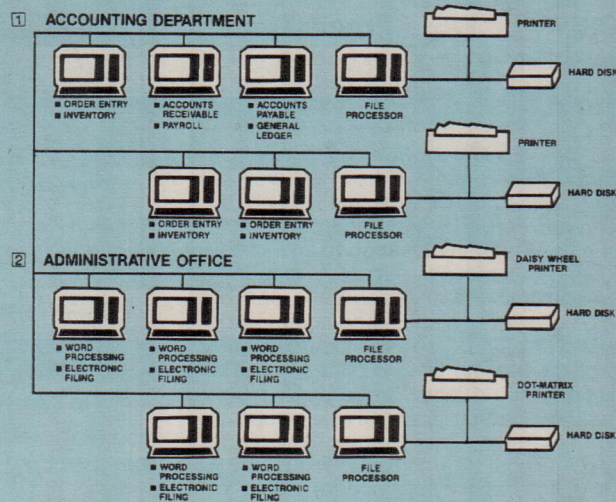 1 ACCOUNTING DEPARTMENT
PRINTER
HARD DISK
■ ORDER ENTRY
■ INVENTORY
■ ACCOUNTS
RECEIVABLE
■ PAYROLL
■ ACCOUNTS
PAYABLE
■ GENERAL
LEDGER
FILE
PROCESSOR
PRINTER
HARD DISK
■ ORDER ENTRY
■ INVENTORY
■ ORDER ENTRY
■ INVENTORY
FILE
PROCESSOR
2 ADMINISTRATIVE OFFICE
DAISY WHEEL
PRINTER
HARD DISK
■ WORD
PROCESSING
■ ELECTRONIC
FILING
■ WORD
PROCESSING
■ ELECTRONIC
FILING
■ WORD
PROCESSING
■ ELECTRONIC
FILING
FILE
PROCESSOR
DOT-MATRIX
PRINTER
HARD DISK
■ WORD
PROCESSING
■ ELECTRONIC
FILING
■ WORD
PROCESSING
■ ELECTRONIC
FILING
FILE
PROCESSOR